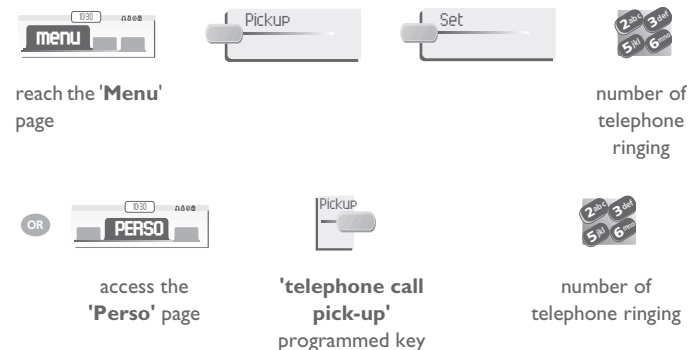 10:30
menu
Pickup
Set
2abc 3def
5jkl 6mno
reach the 'Menu'
page
number of
telephone
ringing
OR
10:30
PERSO
Pickup
2abc 3def
5jkl 6mno
access the
'Perso' page
'telephone call
pick-up'
programmed key
number of
telephone ringing